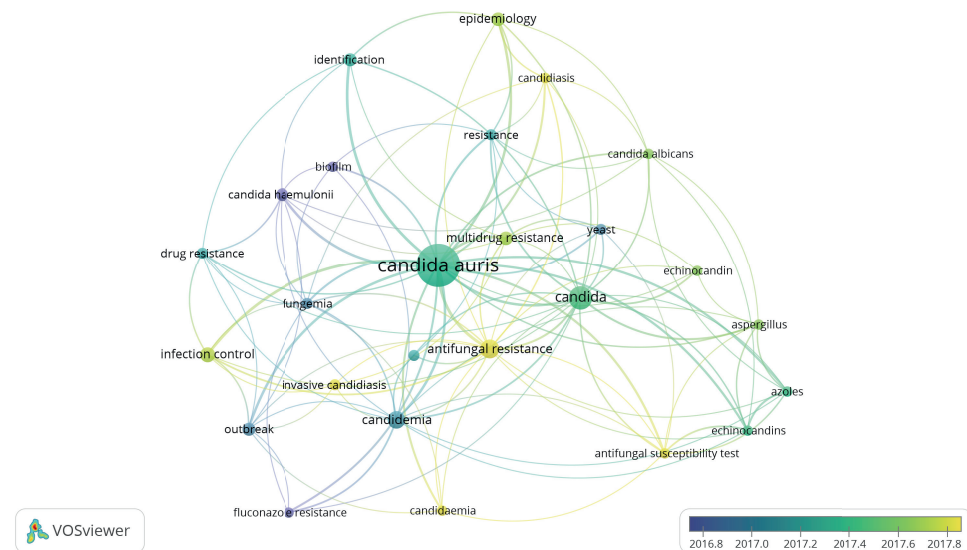 epidemiology
identification
candidiasis
resistance
candida albicans
biofilm
candida haemulonii
yeast
multidrug resistance
drug resistance
candida auris
echinocandin
candida
fungemia
aspergillus
antifungal resistance
infection control
invasive candidiasis
azoles
candidemia
outbreak
echinocandins
antifungal susceptibility test
fluconazole resistance
candidaemia
VOSviewer
2016.8 2017.0 2017.2 2017.4 2017.6 2017.8